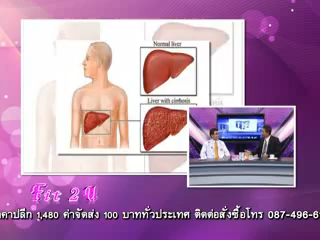 Normal liver
Liver with cirrhosis
Fit 2 U
คาปลีก 1,480 ค่าจัดส่ง 100 บาททั่วประเทศ ติดต่อสั่งซื้อโทร 087-496-6